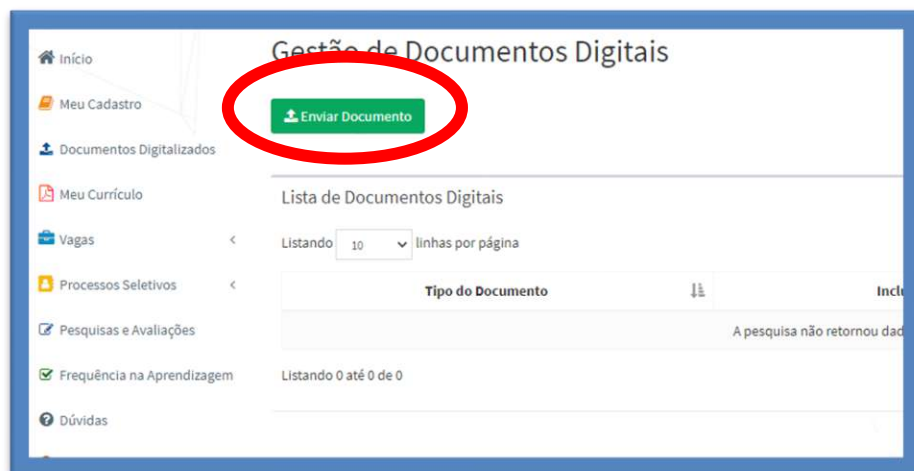 Início
Meu Cadastro
Documentos Digitalizados
Meu Currículo
Vagas
Processos Seletivos
Pesquisas e Avaliações
Frequência na Aprendizagem
Dúvidas
Gestão de Documentos Digitais
Enviar Documento
Lista de Documentos Digitais
Listando 10 linhas por página
Tipo do Documento
A pesquisa não retornou
Listando 0 até 0 de 0